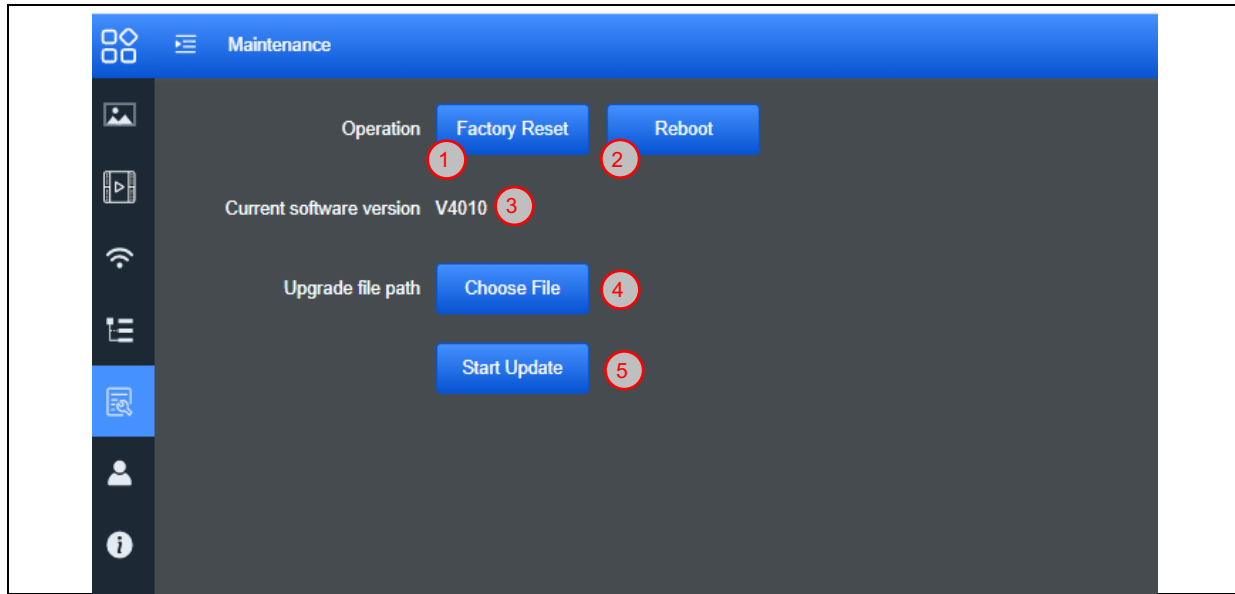 Maintenance
Operation Factory Reset Reboot
1 2
Current software version V4010 3
Upgrade file path Choose File 4
Start Update 5